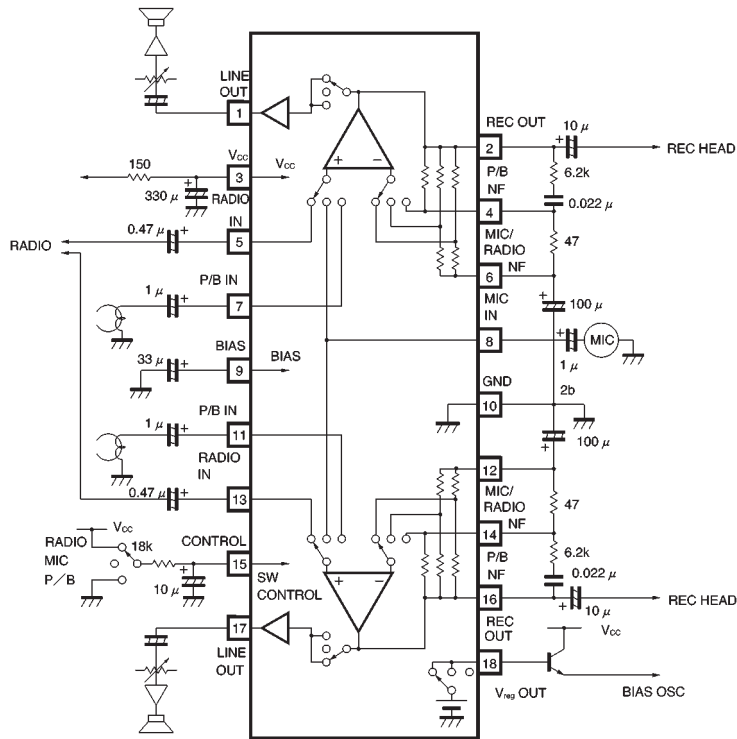 LINE
OUT
1
150
VCC
3
VCC
330 μ
+
RADIO
IN
0.47 μ
+
RADIO
5
P/B IN
1 μ
+
7
BIAS
33 μ
+
9
BIAS
P/B IN
1 μ
+
11
RADIO
IN
0.47 μ
+
13
VCC
RADIO
MIC
P/B
18k
CONTROL
15
10 μ
+
SW
CONTROL
17
LINE
OUT
+
−
+
−
REC OUT
10 μ
2
+
REC HEAD
P/B
NF
6.2k
0.022 μ
4
MIC/
RADIO
NF
47
6
MIC
IN
+
100 μ
8
+
MIC
1 μ
GND
2b
10
100 μ
+
12
MIC/
RADIO
NF
47
14
P/B
NF
6.2k
0.022 μ
16
+
10 μ
REC HEAD
REC
OUT
VCC
18
Vreg OUT
BIAS OSC